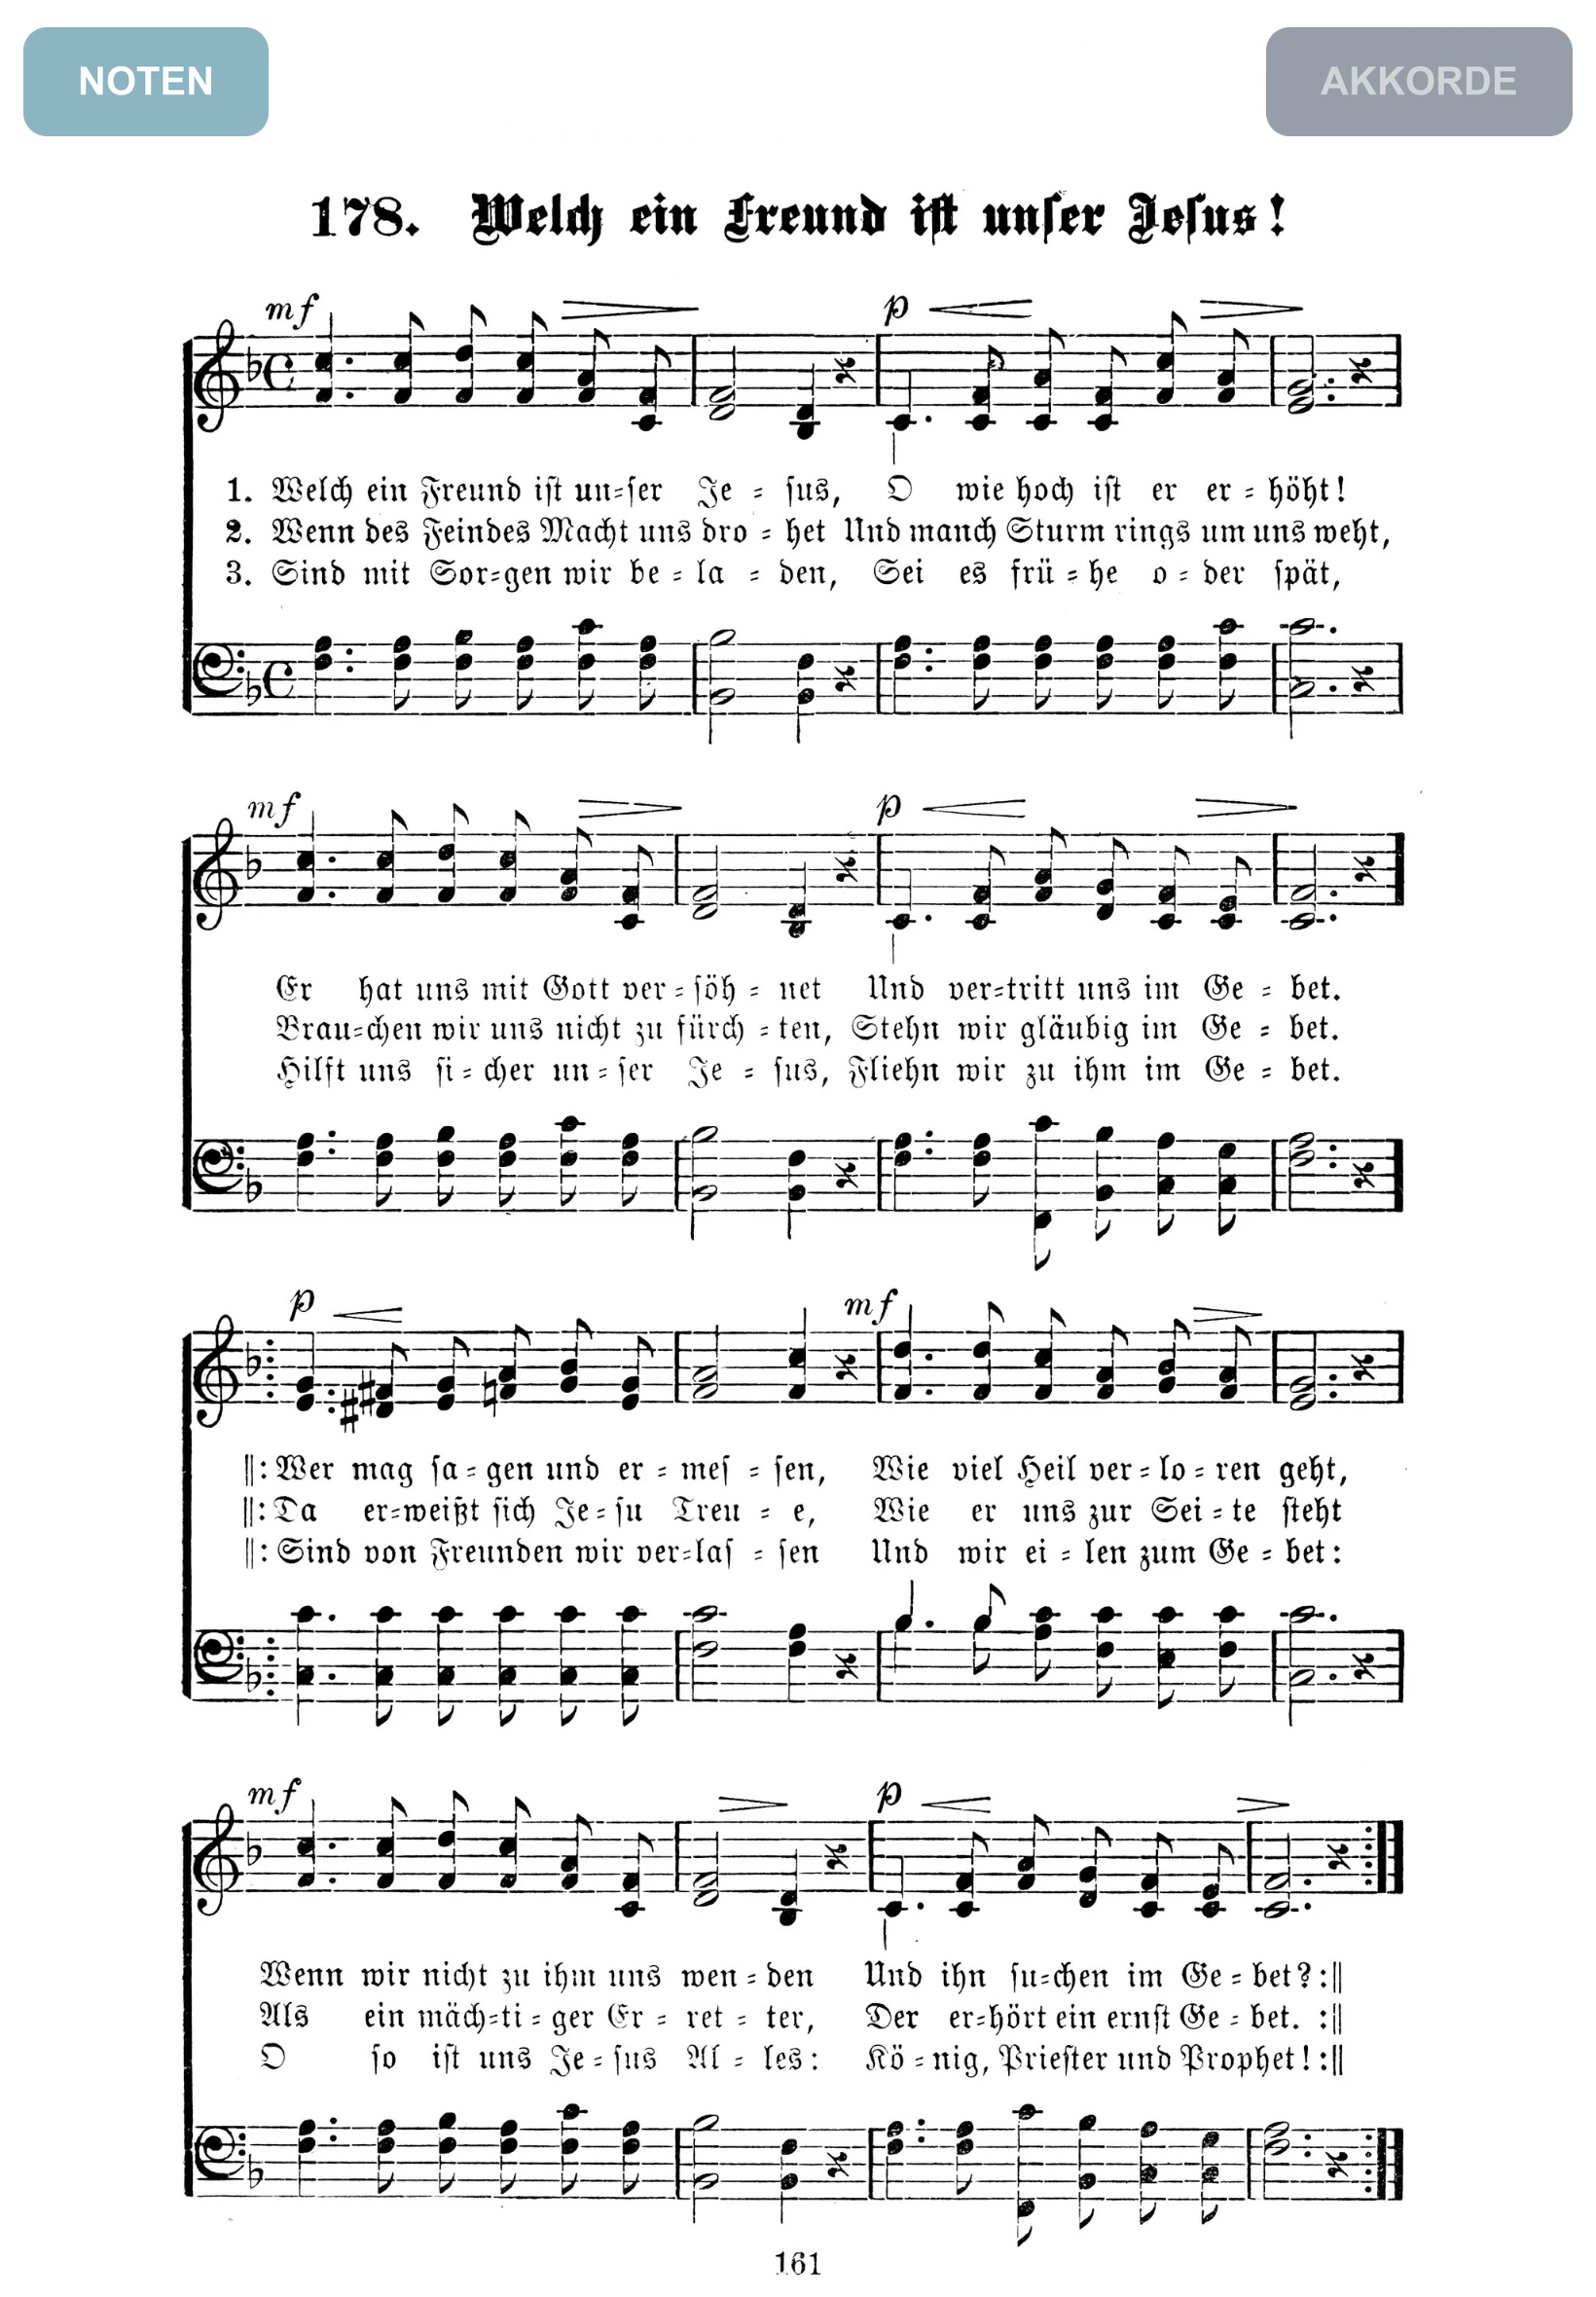 NOTEN
AKKORDE
178. Welch ein Freund ist unser Jesus!
mf
p
1. Welch ein Freund ist un=ser Je = sus, O wie hoch ist er er = höht!
2. Wenn des Feindes Macht uns dro = het Und manch Sturm rings um uns weht,
3. Sind mit Sor=gen wir be = la = den, Sei es frü = he o = der spät,
mf
p
Er hat uns mit Gott ver = söh = net Und ver=tritt uns im Ge = bet.
Brau=chen wir uns nicht zu fürch = ten, Stehn wir gläubig im Ge = bet.
Hilft uns si = cher un = ser Je = sus, Fliehn wir zu ihm im Ge = bet.
p
mf
‖: Wer mag sa = gen und er = mes = sen, Wie viel Heil ver = lo = ren geht,
‖: Da er=weißt sich Je = su Treu = e, Wie er uns zur Sei = te steht
‖: Sind von Freunden wir ver=las = sen Und wir ei = len zum Ge = bet:
mf
p
Wenn wir nicht zu ihm uns wen = den Und ihn su=chen im Ge = bet? :‖
Als ein mäch=ti = ger Er = ret = ter, Der er=hört ein ernst Ge = bet. :‖
O so ist uns Je = sus Al = les: Kö = nig, Priester und Prophet! :‖
161